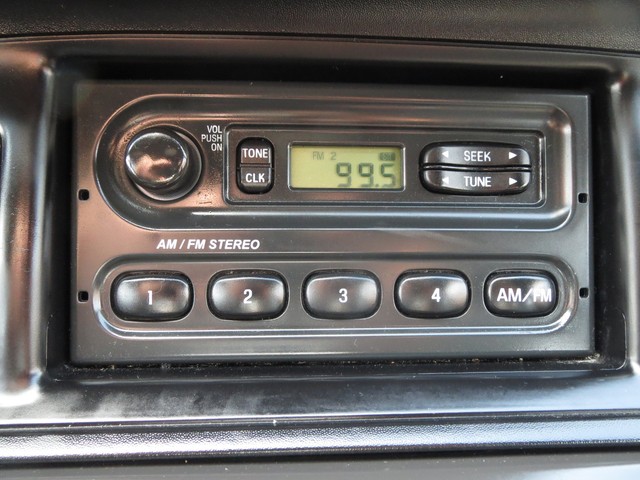 VOL
PUSH
ON
TONE
CLK
FM 2
99.5
SEEK
TUNE
AM / FM STEREO
1
2
3
4
AM/FM